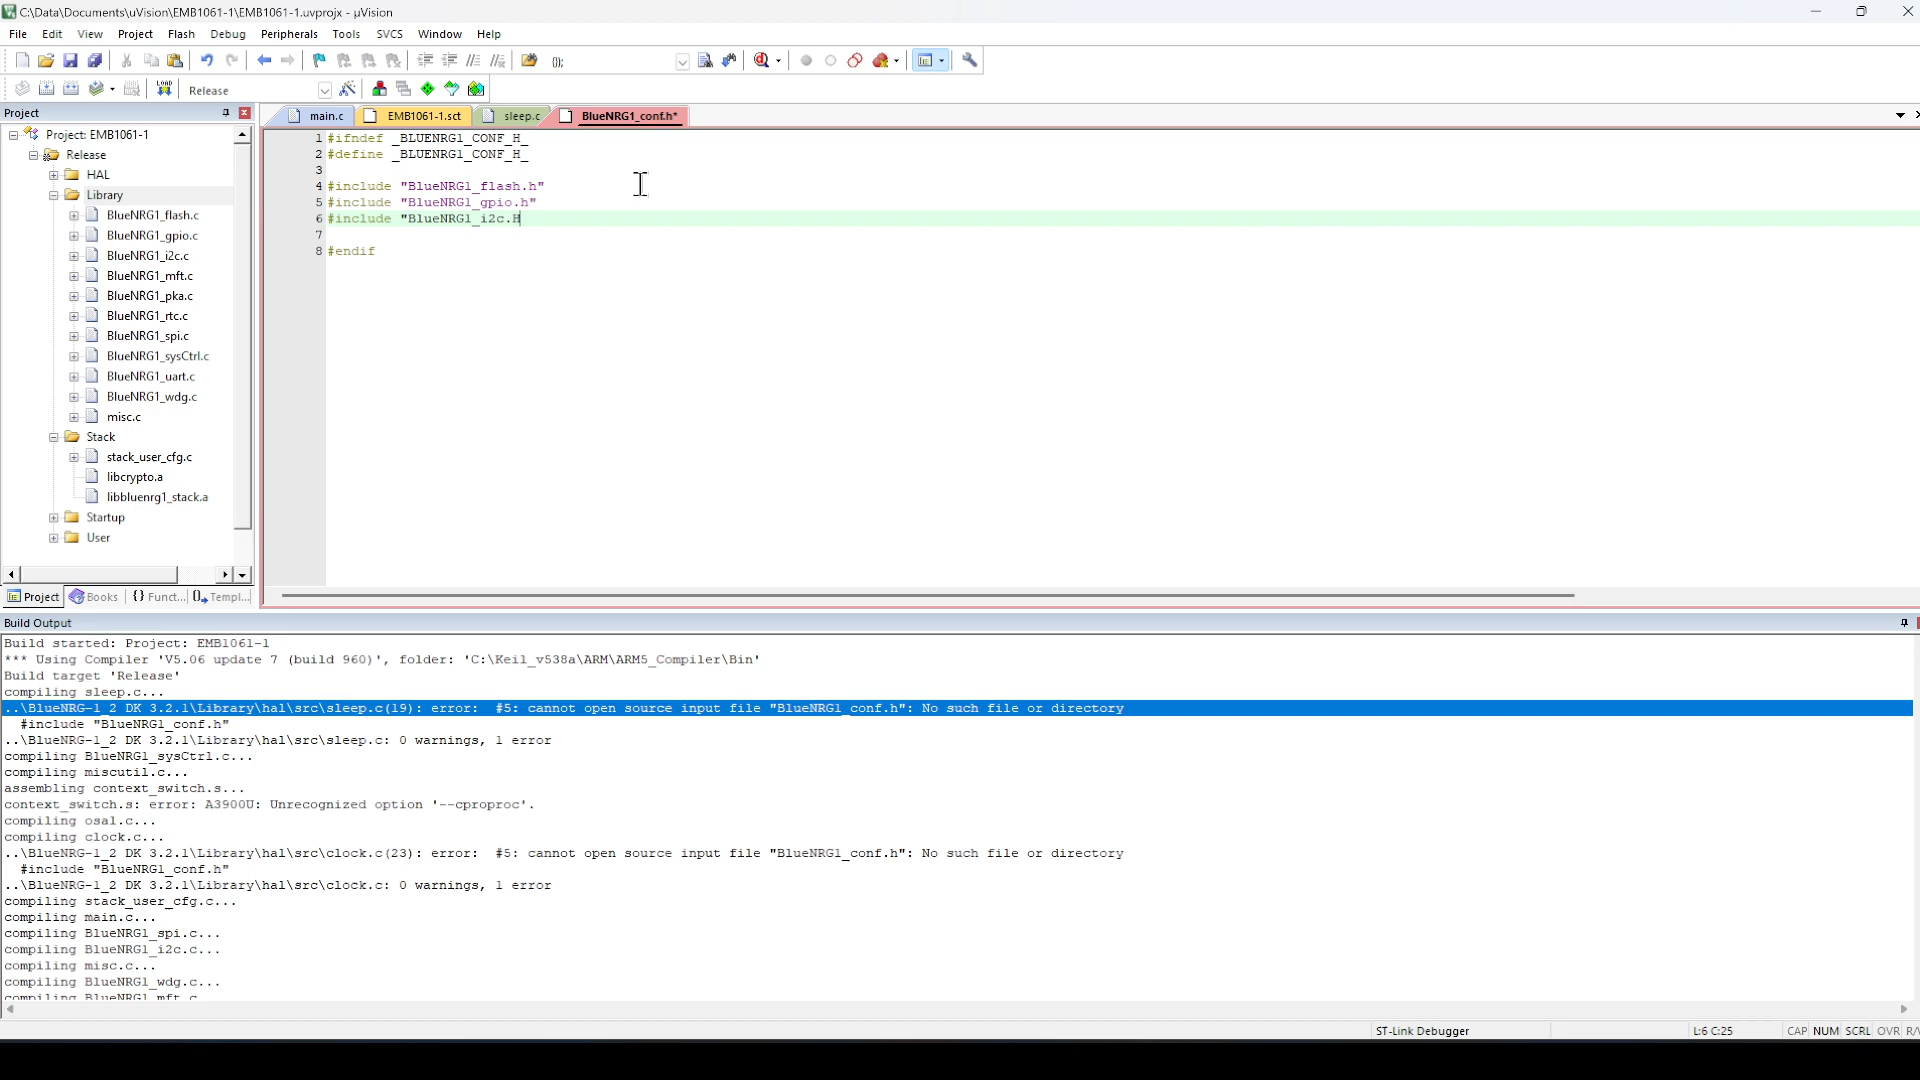 C:\Data\Documents\uVision\EMB1061-1\EMB1061-1.uvprojx - µVision
File Edit View Project Flash Debug Peripherals Tools SVCS Window Help
Release
Project
main.c EMB1061-1.sct sleep.c BlueNRG1_conf.h*
Project: EMB1061-1
Release
HAL
Library
BlueNRG1_flash.c
BlueNRG1_gpio.c
BlueNRG1_i2c.c
BlueNRG1_mft.c
BlueNRG1_pka.c
BlueNRG1_rtc.c
BlueNRG1_spi.c
BlueNRG1_sysCtrl.c
BlueNRG1_uart.c
BlueNRG1_wdg.c
misc.c
Stack
stack_user_cfg.c
libcrypto.a
libbluenrg1_stack.a
Startup
User
Project Books {} Funct... Templ...
1 #ifndef _BLUENRG1_CONF_H_
2 #define _BLUENRG1_CONF_H_
3
4 #include "BlueNRG1_flash.h"
5 #include "BlueNRG1_gpio.h"
6 #include "BlueNRG1_i2c.H
7
8 #endif
Build Output
Build started: Project: EMB1061-1
*** Using Compiler 'V5.06 update 7 (build 960)', folder: 'C:\Keil_v538a\ARM\ARM5_Compiler\Bin'
Build target 'Release'
compiling sleep.c...
..\BlueNRG-1_2 DK 3.2.1\Library\hal\src\sleep.c(19): error:  #5: cannot open source input file "BlueNRG1_conf.h": No such file or directory
#include "BlueNRG1_conf.h"
..\BlueNRG-1_2 DK 3.2.1\Library\hal\src\sleep.c: 0 warnings, 1 error
compiling BlueNRG1_sysCtrl.c...
compiling miscutil.c...
assembling context_switch.s...
context_switch.s: error: A3900U: Unrecognized option '--cproproc'.
compiling osal.c...
compiling clock.c...
..\BlueNRG-1_2 DK 3.2.1\Library\hal\src\clock.c(23): error:  #5: cannot open source input file "BlueNRG1_conf.h": No such file or directory
#include "BlueNRG1_conf.h"
..\BlueNRG-1_2 DK 3.2.1\Library\hal\src\clock.c: 0 warnings, 1 error
compiling stack_user_cfg.c...
compiling main.c...
compiling BlueNRG1_spi.c...
compiling BlueNRG1_i2c.c...
compiling misc.c...
compiling BlueNRG1_wdg.c...
compiling BlueNRG1_mft.c
ST-Link Debugger L:6 C:25 CAP NUM SCRL OVR R/